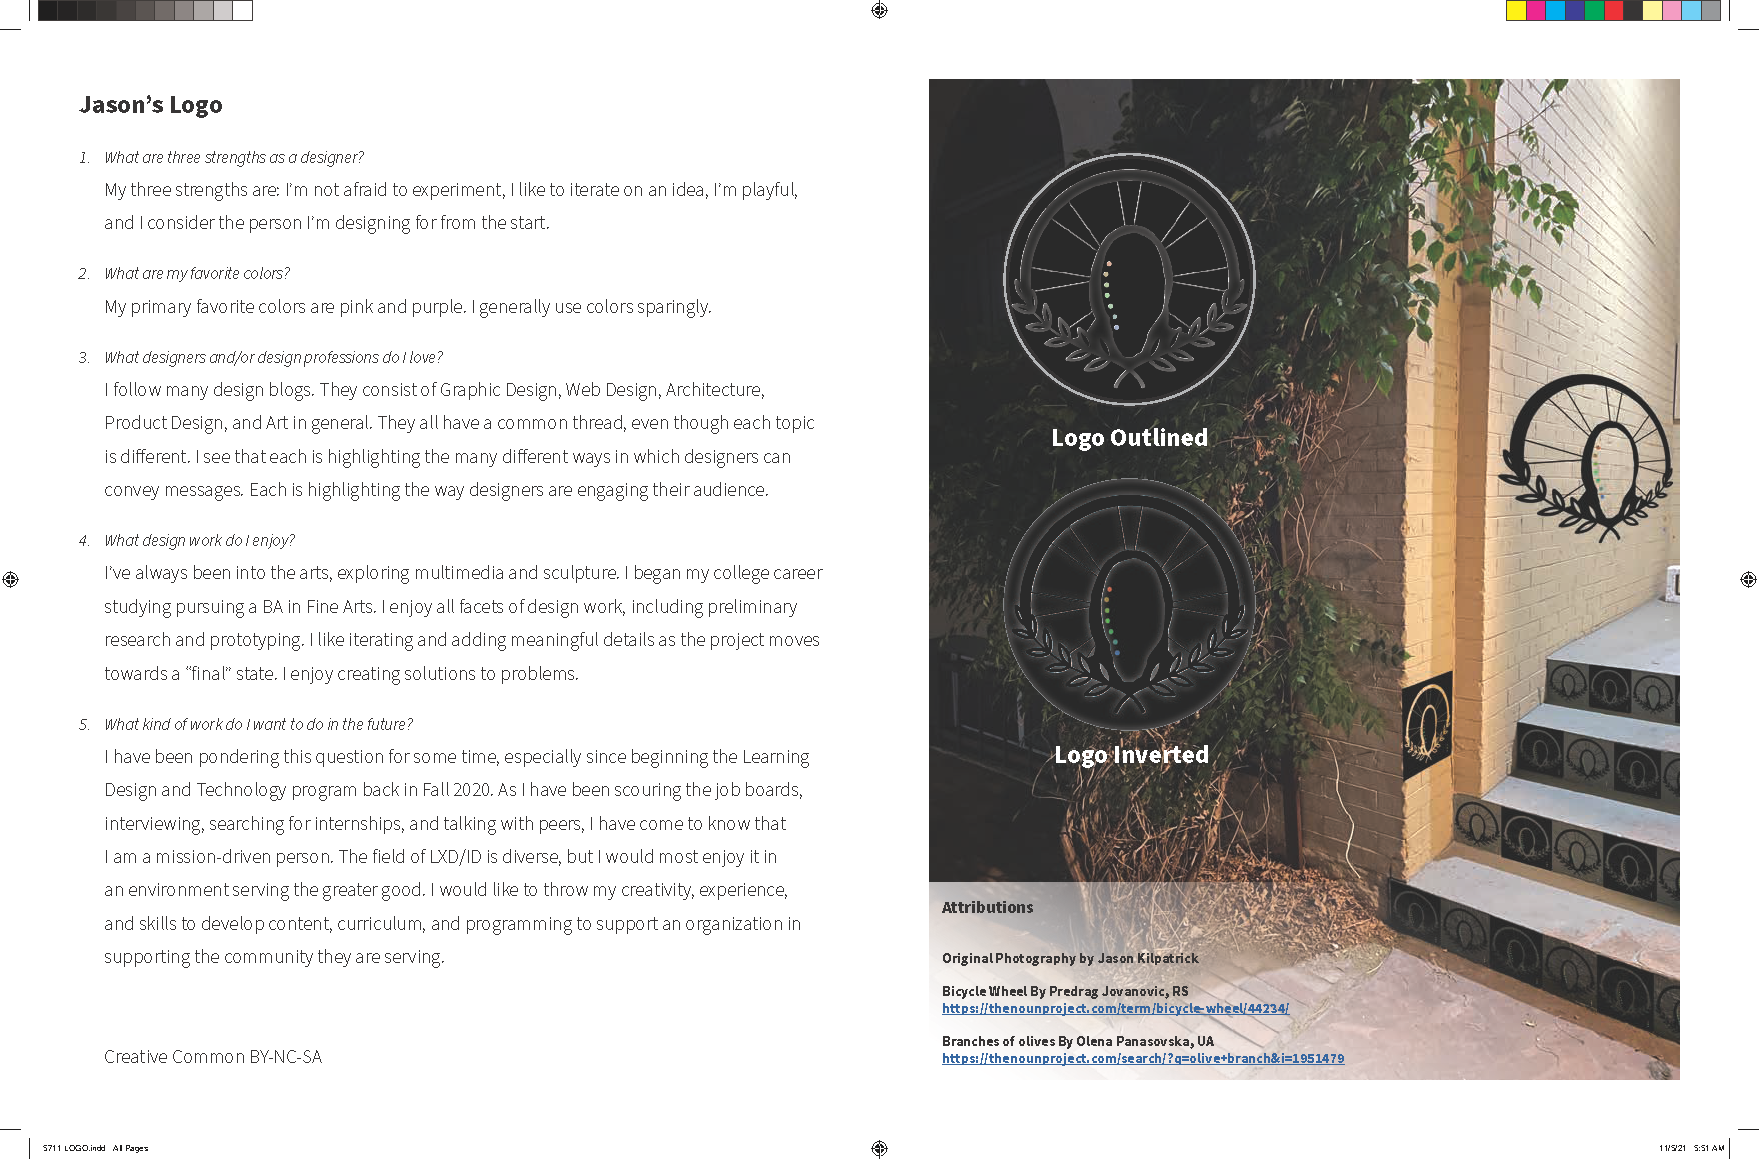 Jason’s Logo
1. What are three strengths as a designer?
My three strengths are: I’m not afraid to experiment, I like to iterate on an idea, I’m playful,
and I consider the person I’m designing for from the start.
2. What are my favorite colors?
My primary favorite colors are pink and purple. I generally use colors sparingly.
3. What designers and/or design professions do I love?
I follow many design blogs. They consist of Graphic Design, Web Design, Architecture,
Product Design, and Art in general. They all have a common thread, even though each topic
is different. I see that each is highlighting the many different ways in which designers can
convey messages. Each is highlighting the way designers are engaging their audience.
4. What design work do I enjoy?
I’ve always been into the arts, exploring multimedia and sculpture. I began my college career
studying pursuing a BA in Fine Arts. I enjoy all facets of design work, including preliminary
research and prototyping. I like iterating and adding meaningful details as the project moves
towards a “final” state. I enjoy creating solutions to problems.
5. What kind of work do I want to do in the future?
I have been pondering this question for some time, especially since beginning the Learning
Design and Technology program back in Fall 2020. As I have been scouring the job boards,
interviewing, searching for internships, and talking with peers, I have come to know that
I am a mission-driven person. The field of LXD/ID is diverse, but I would most enjoy it in
an environment serving the greater good. I would like to throw my creativity, experience,
and skills to develop content, curriculum, and programming to support an organization in
supporting the community they are serving.
Creative Common BY-NC-SA
Logo Outlined
Logo Inverted
Attributions
Original Photography by Jason Kilpatrick
Bicycle Wheel By Predrag Jovanovic, RS
https://thenounproject.com/term/bicycle-wheel/44234/
Branches of olives By Olena Panasovska, UA
https://thenounproject.com/search/?q=olive+branch&i=1951479
5711 LOGO.indd   All Pages
11/5/21   5:51 AM